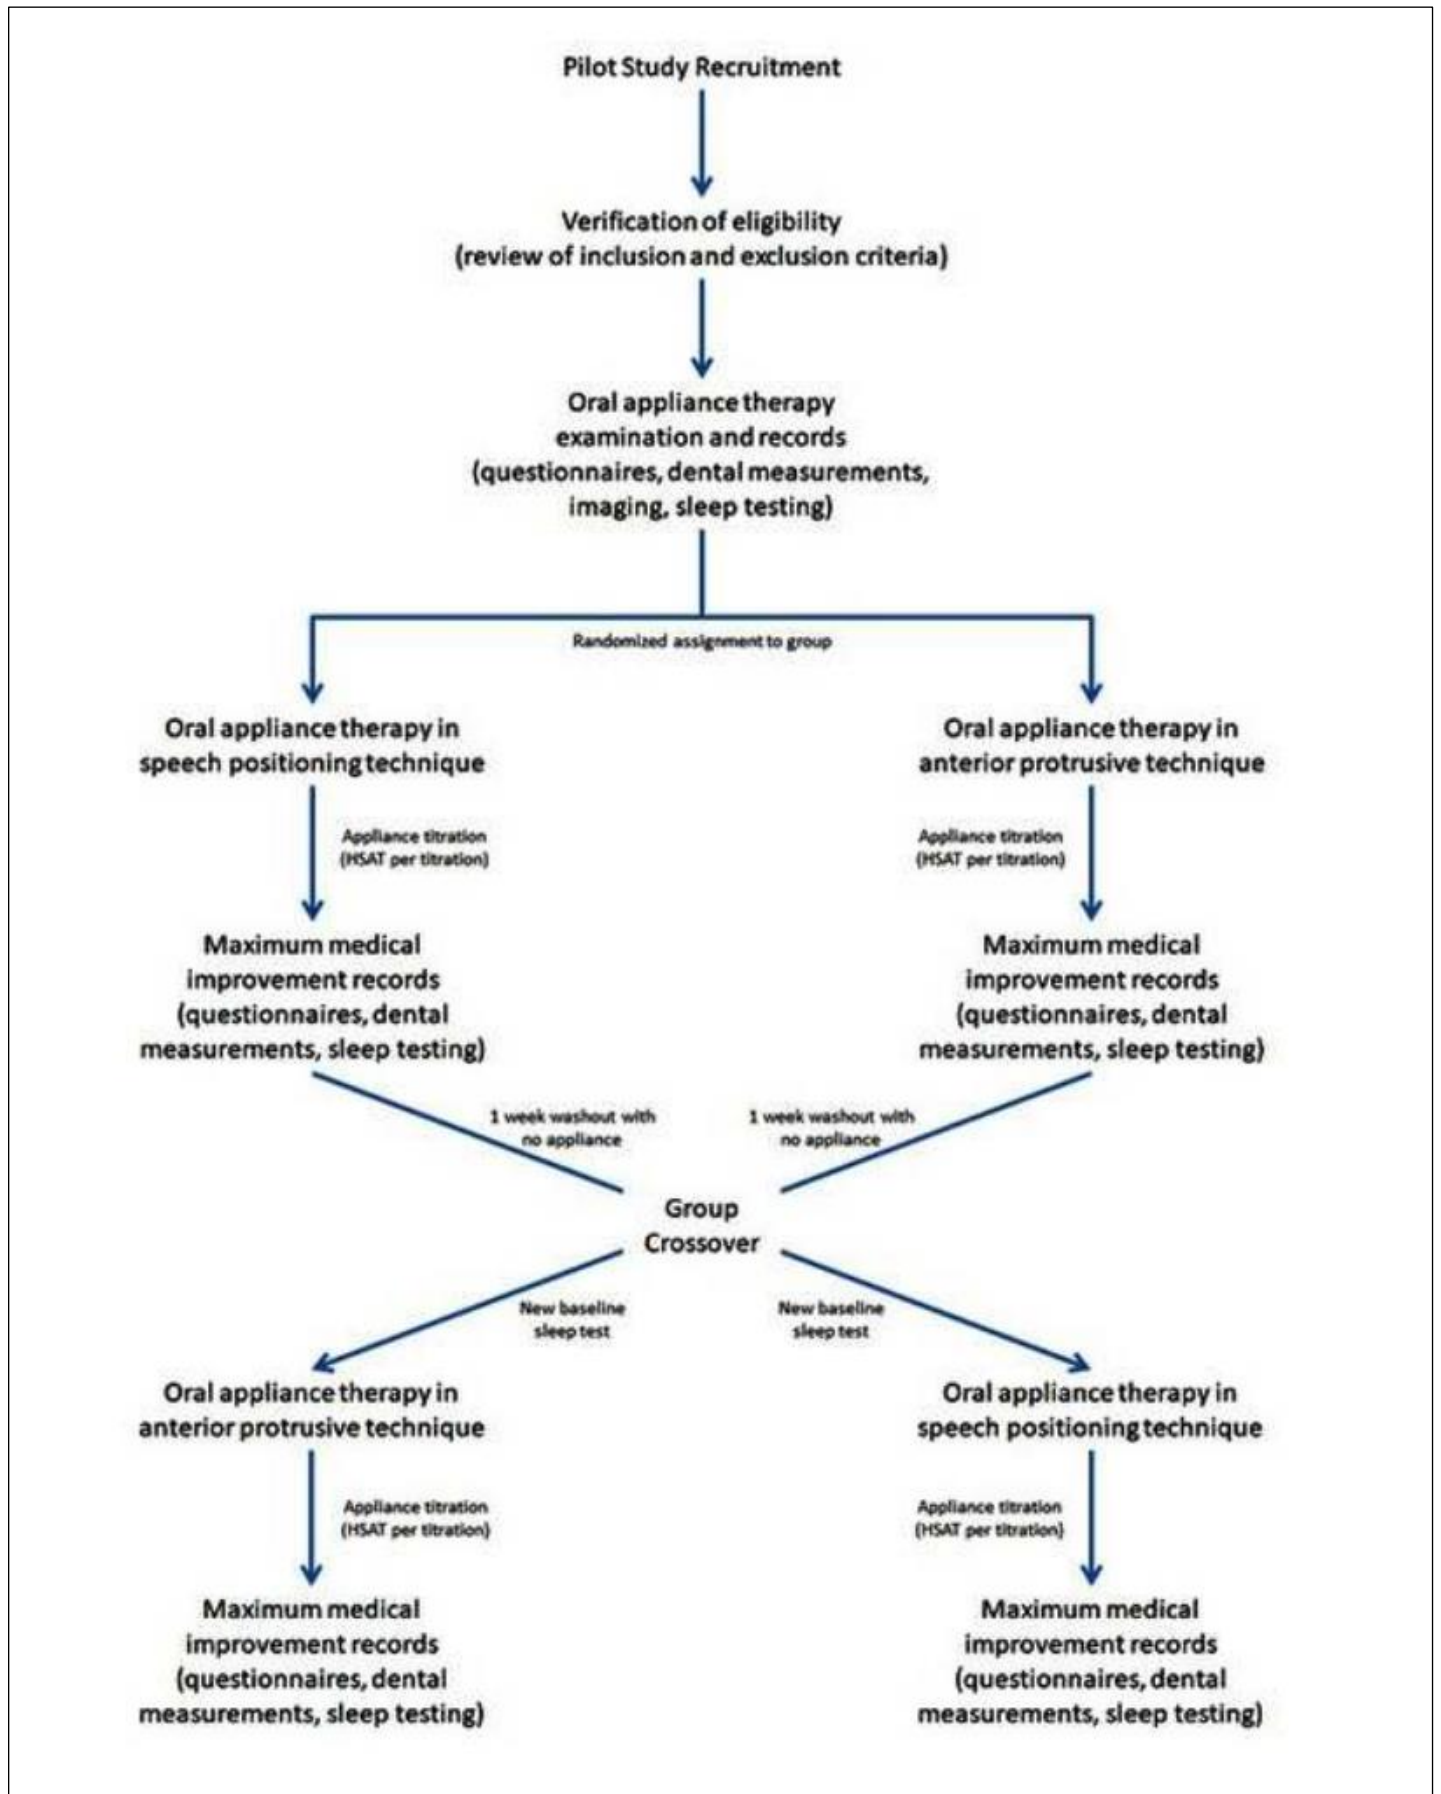 Pilot Study Recruitment
Verification of eligibility
(review of inclusion and exclusion criteria)
Oral appliance therapy
examination and records
(questionnaires, dental measurements,
imaging, sleep testing)
Randomized assignment to group
Oral appliance therapy in
speech positioning technique
Oral appliance therapy in
anterior protrusive technique
Appliance titration
(HSAT per titration)
Appliance titration
(HSAT per titration)
Maximum medical
improvement records
(questionnaires, dental
measurements, sleep testing)
Maximum medical
improvement records
(questionnaires, dental
measurements, sleep testing)
1 week washout with
no appliance
1 week washout with
no appliance
Group
Crossover
New baseline
sleep test
New baseline
sleep test
Oral appliance therapy in
anterior protrusive technique
Oral appliance therapy in
speech positioning technique
Appliance titration
(HSAT per titration)
Appliance titration
(HSAT per titration)
Maximum medical
improvement records
(questionnaires, dental
measurements, sleep testing)
Maximum medical
improvement records
(questionnaires, dental
measurements, sleep testing)